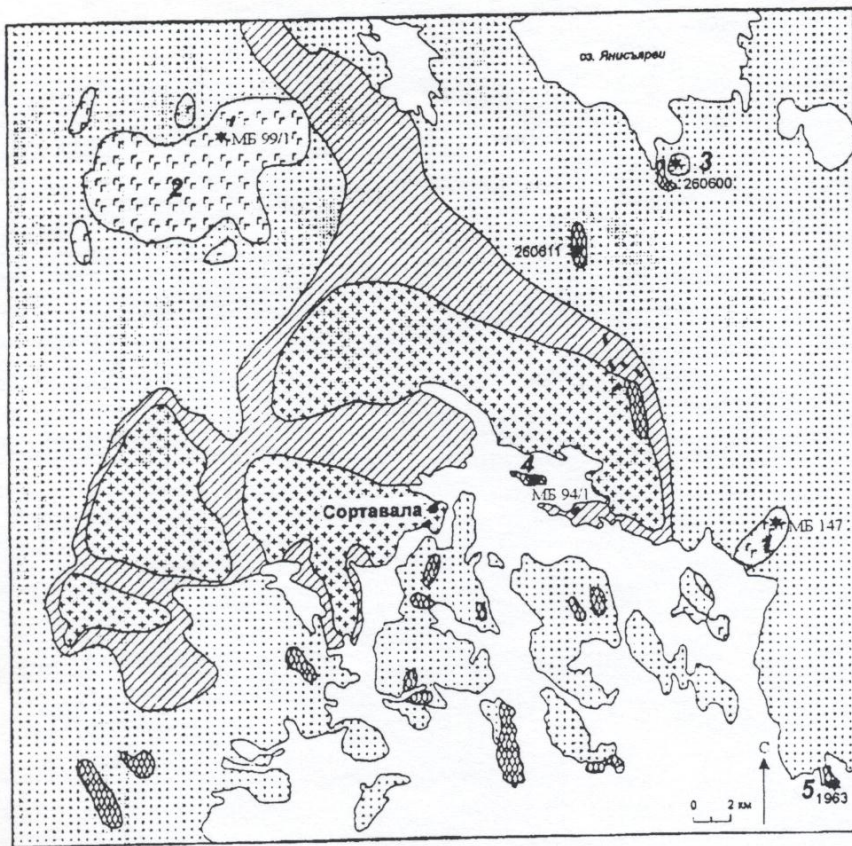 оз. Янисъярви
МБ 99/1
2
3
260600
260611
4
МБ 94/1
Сортавала
МБ 147
1
С
0 2 км
5
1963